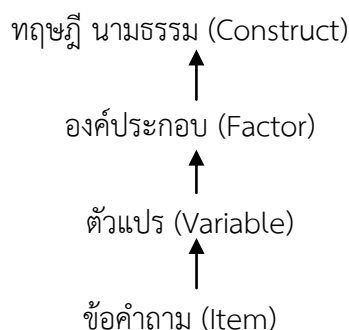 ทฤษฎี นามธรรม (Construct)
องค์ประกอบ (Factor)
ตัวแปร (Variable)
ข้อคำถาม (Item)